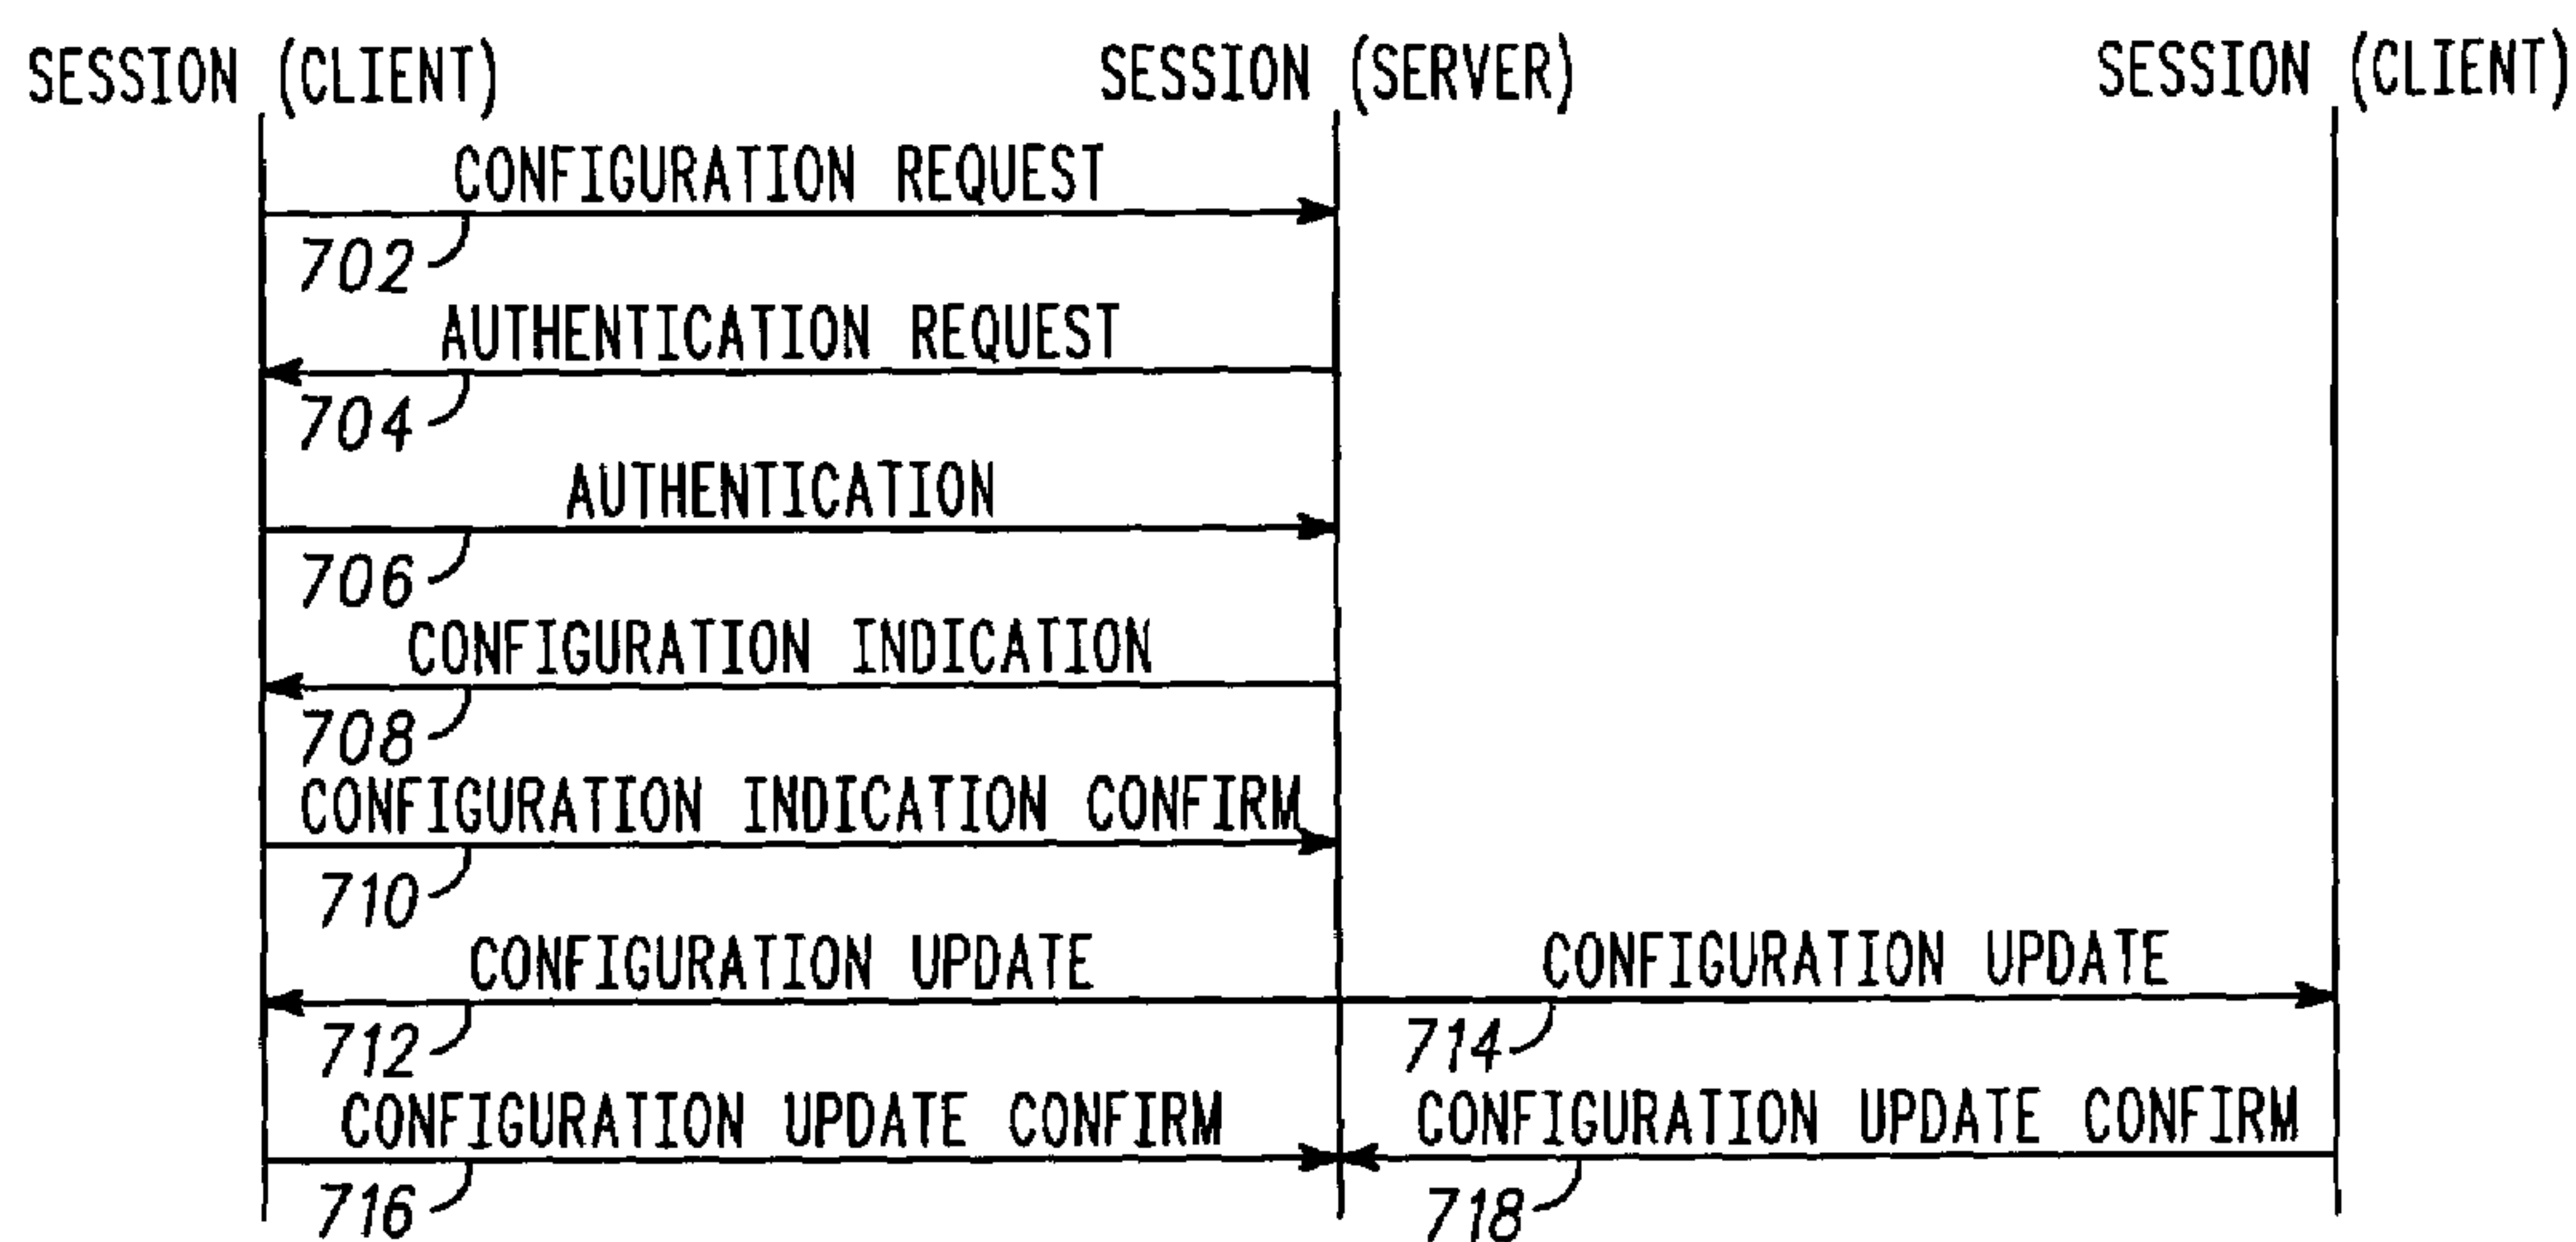 SESSION (CLIENT)
SESSION (SERVER)
SESSION (CLIENT)
CONFIGURATION REQUEST
702
AUTHENTICATION REQUEST
704
AUTHENTICATION
706
CONFIGURATION INDICATION
708
CONFIGURATION INDICATION CONFIRM
710
CONFIGURATION UPDATE
CONFIGURATION UPDATE
712
714
CONFIGURATION UPDATE CONFIRM
CONFIGURATION UPDATE CONFIRM
716
718